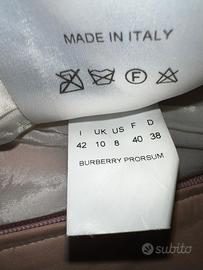 MADE IN ITALY
F
I UK US F D
42 10 8 40 38
BURBERRY PRORSUM
subito